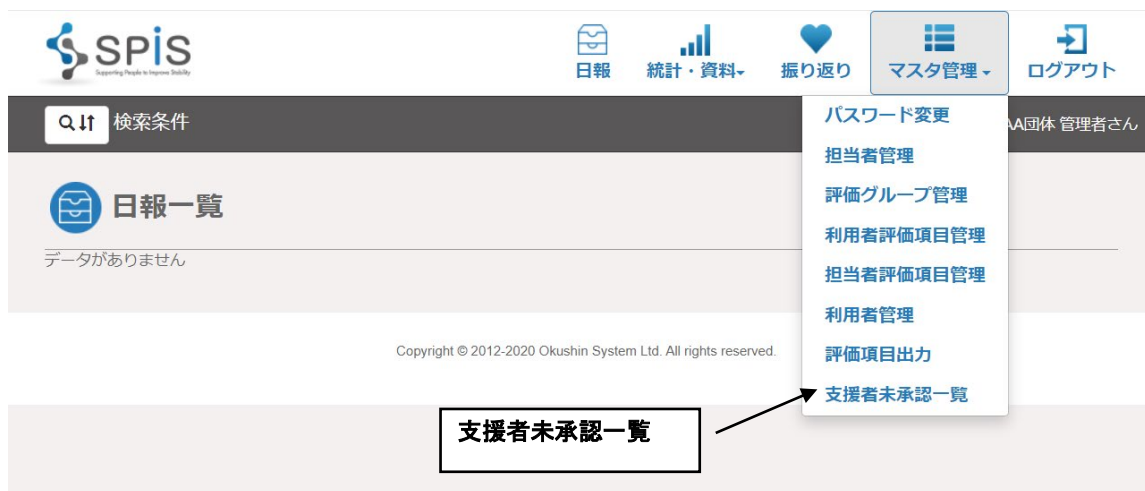 SPiS
Supporting People to Improve Stability
日報
統計・資料
振り返り
マスタ管理
ログアウト
検索条件
AA団体 管理者さん
パスワード変更
担当者管理
評価グループ管理
利用者評価項目管理
担当者評価項目管理
利用者管理
評価項目出力
支援者未承認一覧
日報一覧
データがありません
Copyright © 2012-2020 Okushin System Ltd. All rights reserved.
支援者未承認一覧